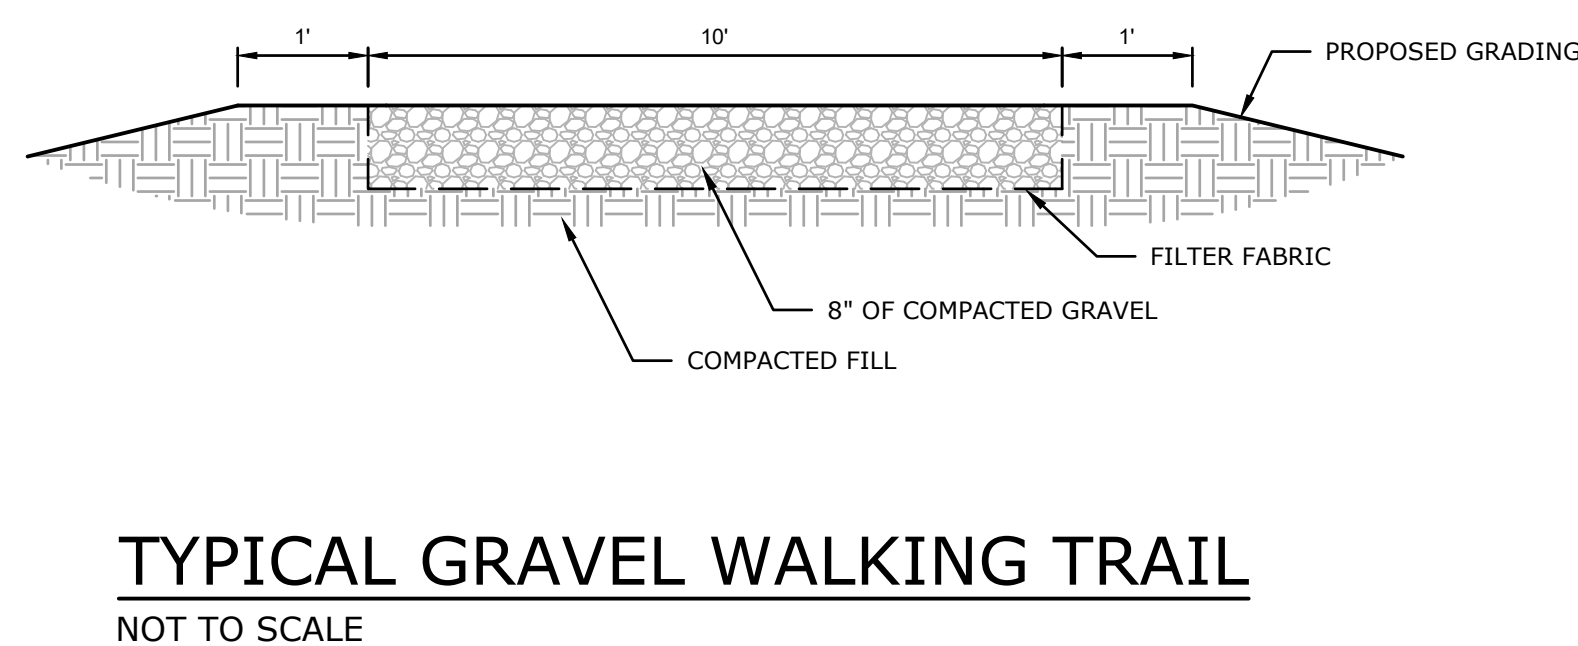 1'
10'
1'
PROPOSED GRADING
FILTER FABRIC
8" OF COMPACTED GRAVEL
COMPACTED FILL
TYPICAL GRAVEL WALKING TRAIL
NOT TO SCALE